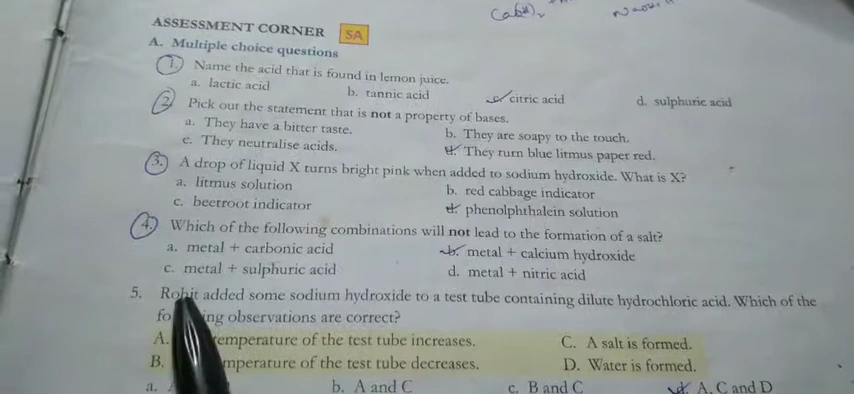 ASSESSMENT CORNER SA
A. Multiple choice questions
1. Name the acid that is found in lemon juice.
a. lactic acid b. tannic acid c. citric acid d. sulphuric acid
2. Pick out the statement that is not a property of bases.
a. They have a bitter taste. b. They are soapy to the touch.
c. They neutralise acids. d. They turn blue litmus paper red.
3. A drop of liquid X turns bright pink when added to sodium hydroxide. What is X?
a. litmus solution b. red cabbage indicator
c. beetroot indicator d. phenolphthalein solution
4. Which of the following combinations will not lead to the formation of a salt?
a. metal + carbonic acid b. metal + calcium hydroxide
c. metal + sulphuric acid d. metal + nitric acid
5. Rohit added some sodium hydroxide to a test tube containing dilute hydrochloric acid. Which of the
observations are correct?
A. temperature of the test tube increases. C. A salt is formed.
B. temperature of the test tube decreases. D. Water is formed.
a. b. A and C c. B and C d. A, C and D